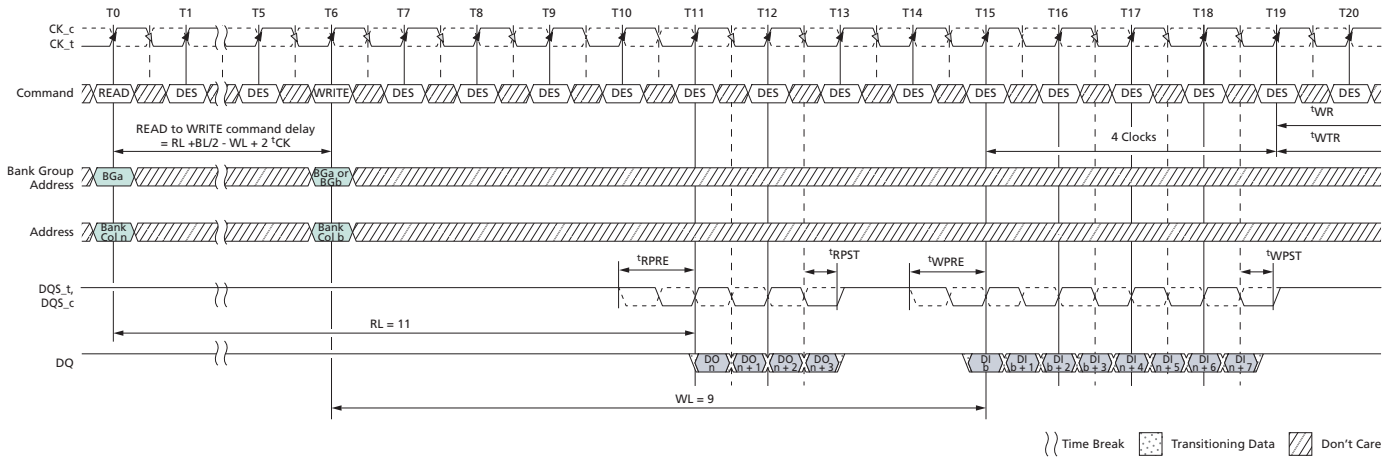 T0 T1 T5 T6 T7 T8 T9 T10 T11 T12 T13 T14 T15 T16 T17 T18 T19 T20
CK_c
CK_t
Command READ DES DES WRITE DES DES DES DES DES DES DES DES DES DES DES DES DES DES
tWR
READ to WRITE command delay
= RL +BL/2 - WL + 2 tCK
4 Clocks
tWTR
Bank Group
Address
BGa
BGa or
BGb
Address
Bank
Col n
Bank
Col b
tRPRE tRPST tWPRE tWPST
DQS_t,
DQS_c
RL = 11
DQ
DO
n
DO
n + 1
DO
n + 2
DO
n + 3
DI
b
DI
b + 1
DI
b + 2
DI
b + 3
DI
n + 4
DI
n + 5
DI
n + 6
DI
n + 7
WL = 9
Time Break Transitioning Data Don't Care